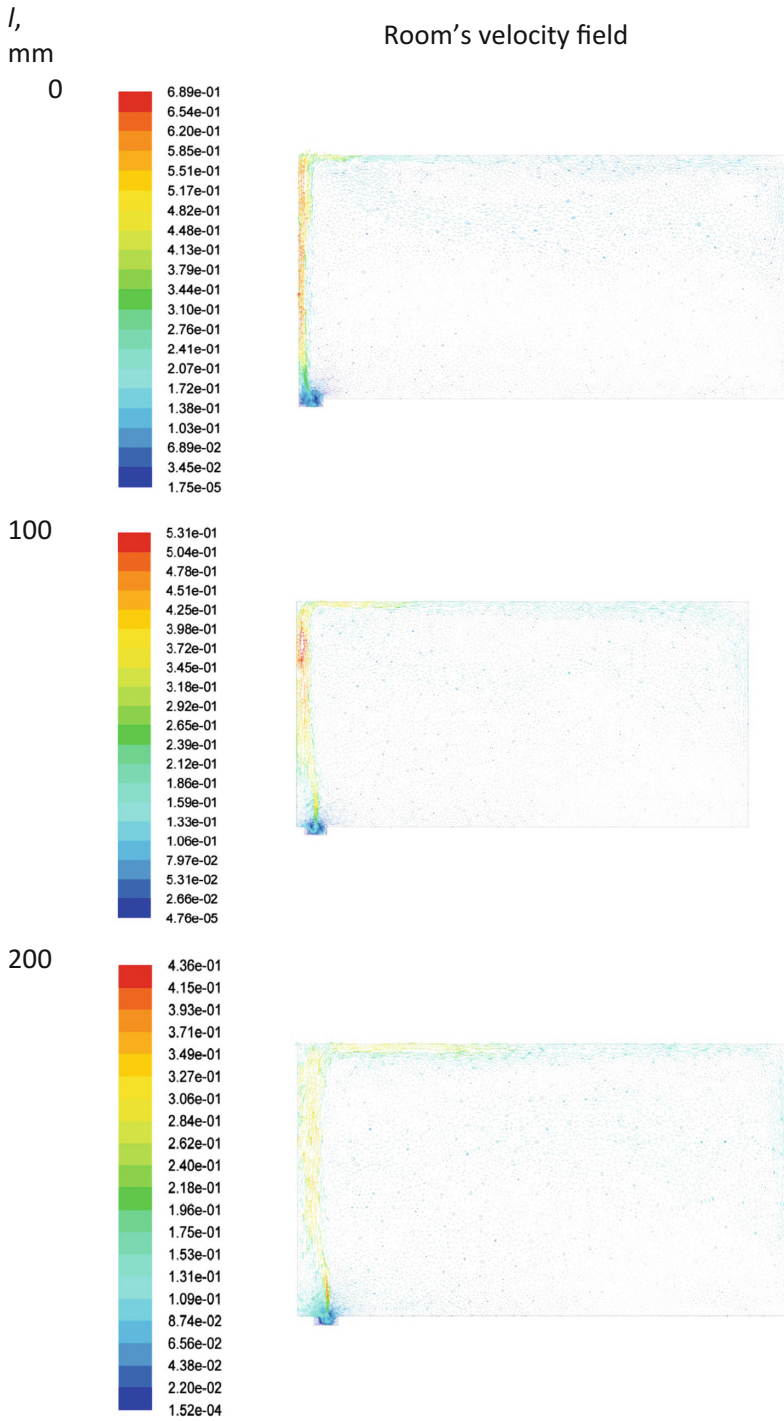 l,
mm
Room’s velocity field
0
6.89e-01
6.54e-01
6.20e-01
5.85e-01
5.51e-01
5.17e-01
4.82e-01
4.48e-01
4.13e-01
3.79e-01
3.44e-01
3.10e-01
2.76e-01
2.41e-01
2.07e-01
1.72e-01
1.38e-01
1.03e-01
6.89e-02
3.45e-02
1.75e-05
100
5.31e-01
5.04e-01
4.78e-01
4.51e-01
4.25e-01
3.98e-01
3.72e-01
3.45e-01
3.18e-01
2.92e-01
2.65e-01
2.39e-01
2.12e-01
1.86e-01
1.59e-01
1.33e-01
1.06e-01
7.97e-02
5.31e-02
2.66e-02
4.76e-05
200
4.36e-01
4.15e-01
3.93e-01
3.71e-01
3.49e-01
3.27e-01
3.06e-01
2.84e-01
2.62e-01
2.40e-01
2.18e-01
1.96e-01
1.75e-01
1.53e-01
1.31e-01
1.09e-01
8.74e-02
6.56e-02
4.38e-02
2.20e-02
1.52e-04